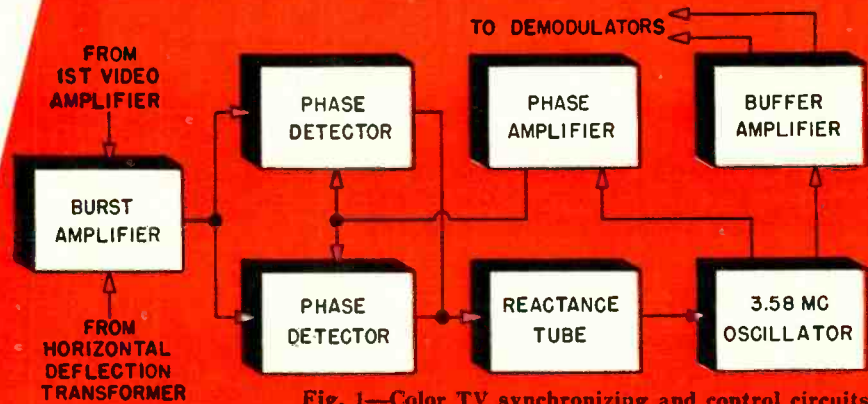 FROM
1ST VIDEO
AMPLIFIER
TO DEMODULATORS
PHASE
DETECTOR
PHASE
AMPLIFIER
BUFFER
AMPLIFIER
BURST
AMPLIFIER
PHASE
DETECTOR
REACTANCE
TUBE
3.58 MC
OSCILLATOR
FROM
HORIZONTAL
DEFLECTION
TRANSFORMER
Fig. 1—Color TV synchronizing and control circuit